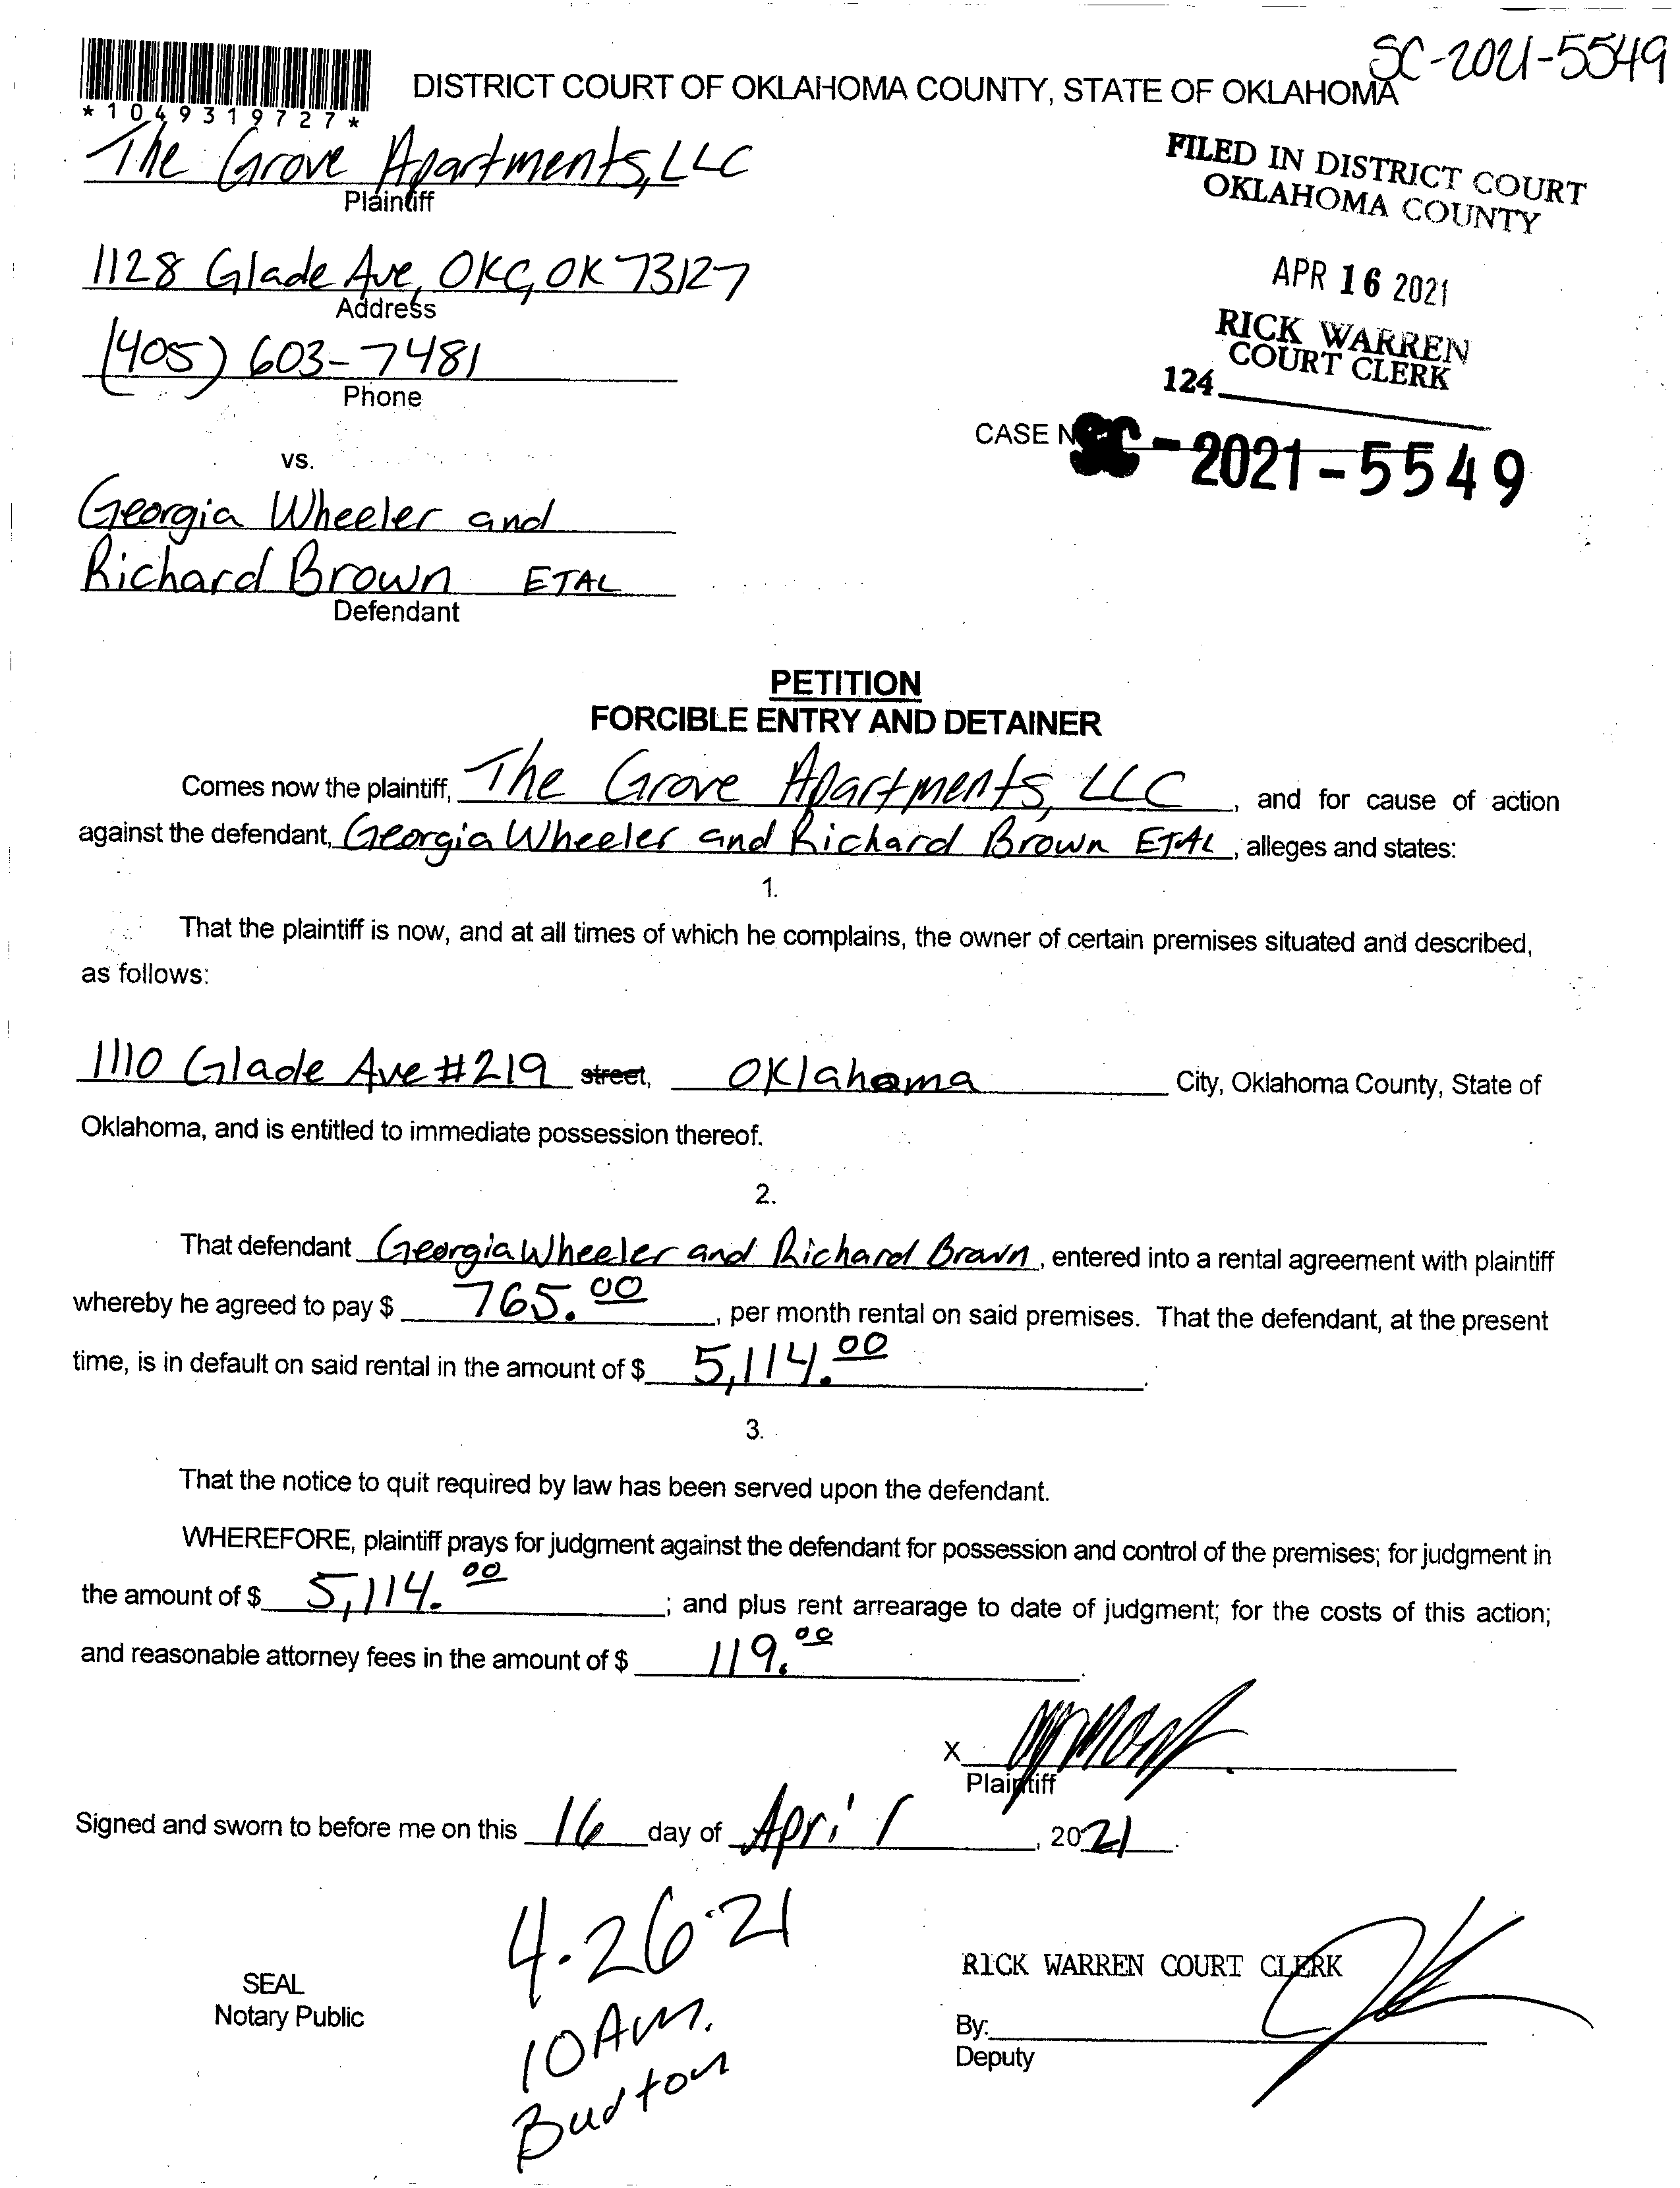 SC-2021-5549
DISTRICT COURT OF OKLAHOMA COUNTY, STATE OF OKLAHOMA
*1049319727*
The Grove Apartments, LLC
Plaintiff
FILED IN DISTRICT COURT
OKLAHOMA COUNTY
1128 Glade Ave, OKC, OK 73127
Address
APR 16 2021
(405) 603-7481
Phone
RICK WARREN
COURT CLERK
124
CASE N
SC-2021-5549
vs.
Georgia Wheeler and
Richard Brown ETAL
Defendant
PETITION
FORCIBLE ENTRY AND DETAINER
Comes now the plaintiff, The Grove Apartments, LLC, and for cause of action
against the defendant, Georgia Wheeler and Richard Brown ETAL, alleges and states:
1.
That the plaintiff is now, and at all times of which he complains, the owner of certain premises situated and described,
as follows:
1110 Glade Ave #219 street, Oklahoma City, Oklahoma County, State of
Oklahoma, and is entitled to immediate possession thereof.
2.
That defendant Georgia Wheeler and Richard Brown, entered into a rental agreement with plaintiff
whereby he agreed to pay $ 765.00, per month rental on said premises. That the defendant, at the present
time, is in default on said rental in the amount of $ 5,114.00.
3.
That the notice to quit required by law has been served upon the defendant.
WHEREFORE, plaintiff prays for judgment against the defendant for possession and control of the premises; for judgment in
the amount of $ 5,114.00; and plus rent arrearage to date of judgment; for the costs of this action;
and reasonable attorney fees in the amount of $ 119.00.
X
Plaintiff
Signed and sworn to before me on this 16 day of April, 2021.
4.26.21
10 AM.
SEAL
Notary Public
RICK WARREN COURT CLERK
By:
Deputy